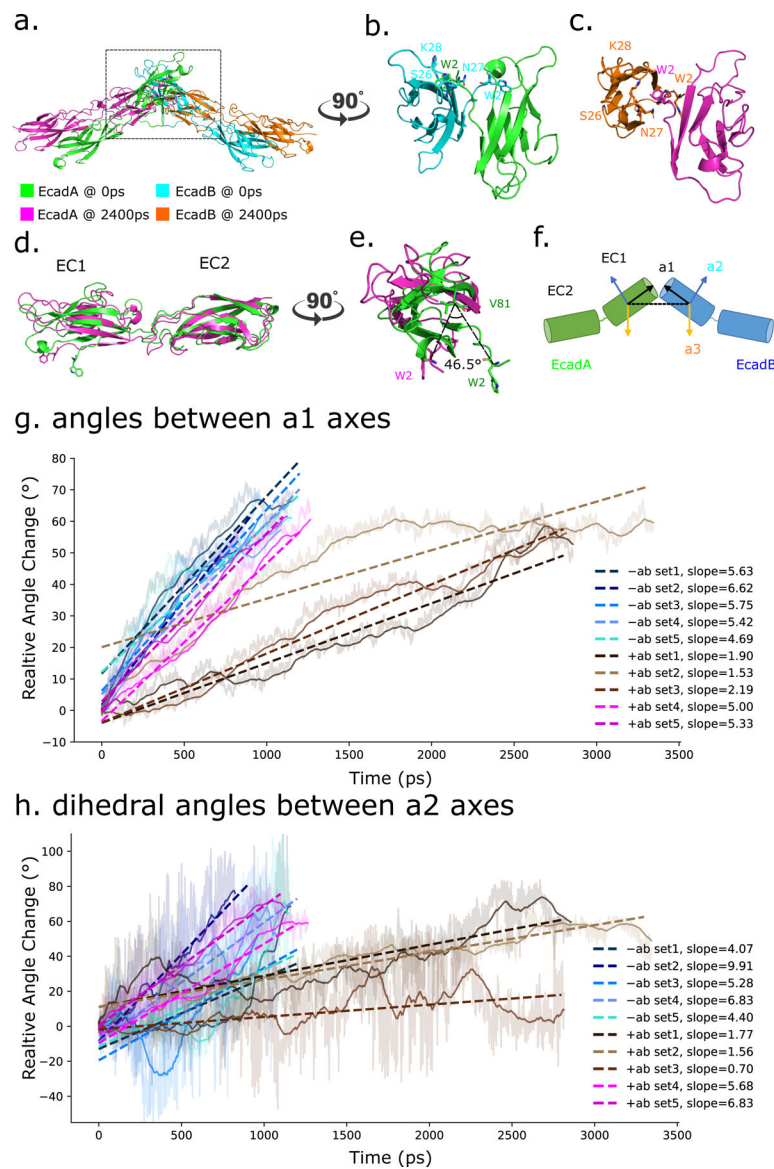 a.
b.
c.
K28
W2
S26
N27
W2
K28
W2
W2
S26
N27
90°
EcadA @ 0ps
EcadB @ 0ps
EcadA @ 2400ps
EcadB @ 2400ps
d.
e.
f.
EC1
EC2
90°
V81
46.5°
W2
W2
EC1
a1
a2
EC2
a3
EcadA
EcadB
g. angles between a1 axes
Realtive Angle Change (°)
80
70
60
50
40
30
20
10
0
−10
−ab set1, slope=5.63
−ab set2, slope=6.62
−ab set3, slope=5.75
−ab set4, slope=5.42
−ab set5, slope=4.69
+ab set1, slope=1.90
+ab set2, slope=1.53
+ab set3, slope=2.19
+ab set4, slope=5.00
+ab set5, slope=5.33
0 500 1000 1500 2000 2500 3000 3500
Time (ps)
h. dihedral angles between a2 axes
Realtive Angle Change (°)
100
80
60
40
20
0
−20
−40
−ab set1, slope=4.07
−ab set2, slope=9.91
−ab set3, slope=5.28
−ab set4, slope=6.83
−ab set5, slope=4.40
+ab set1, slope=1.77
+ab set2, slope=1.56
+ab set3, slope=0.70
+ab set4, slope=5.68
+ab set5, slope=6.83
0 500 1000 1500 2000 2500 3000 3500
Time (ps)